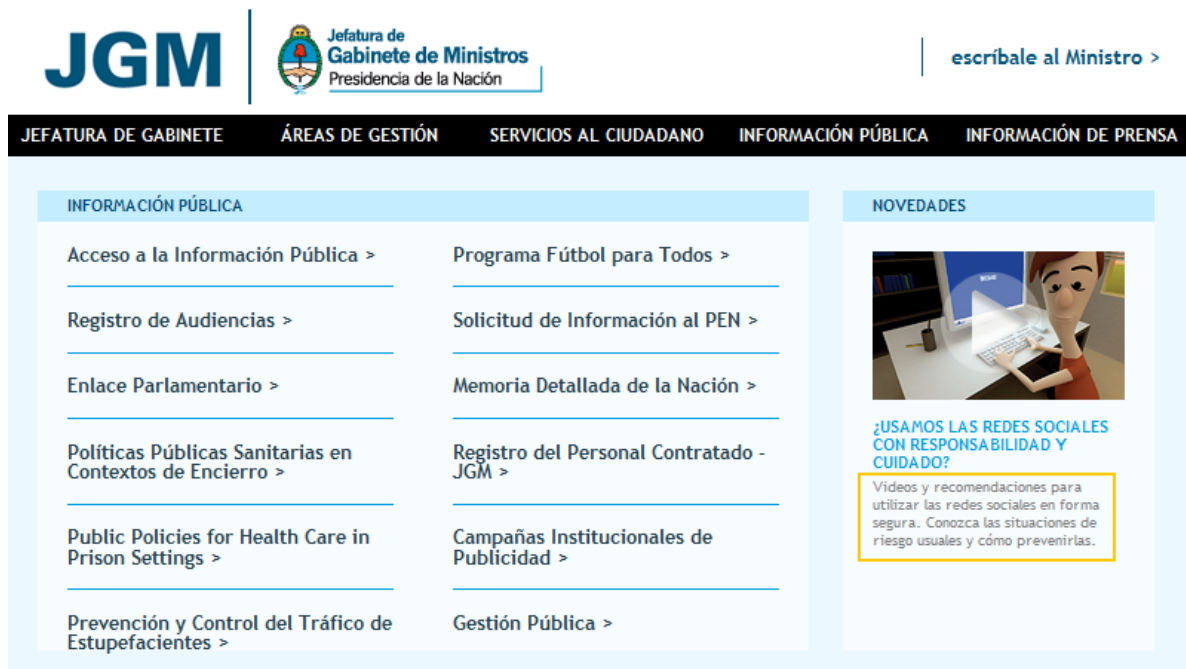 JGM
Jefatura de
Gabinete de Ministros
Presidencia de la Nación
escríbale al Ministro >
JEFATURA DE GABINETE
ÁREAS DE GESTIÓN
SERVICIOS AL CIUDADANO
INFORMACIÓN PÚBLICA
INFORMACIÓN DE PRENSA
INFORMACIÓN PÚBLICA
Acceso a la Información Pública >
Registro de Audiencias >
Enlace Parlamentario >
Políticas Públicas Sanitarias en
Contextos de Encierro >
Public Policies for Health Care in
Prison Settings >
Prevención y Control del Tráfico de
Estupefacientes >
Programa Fútbol para Todos >
Solicitud de Información al PEN >
Memoria Detallada de la Nación >
Registro del Personal Contratado -
JGM >
Campañas Institucionales de
Publicidad >
Gestión Pública >
NOVEDADES
¿USAMOS LAS REDES SOCIALES
CON RESPONSABILIDAD Y
CUIDADO?
Videos y recomendaciones para
utilizar las redes sociales en forma
segura. Conozca las situaciones de
riesgo usuales y cómo prevenirlas.